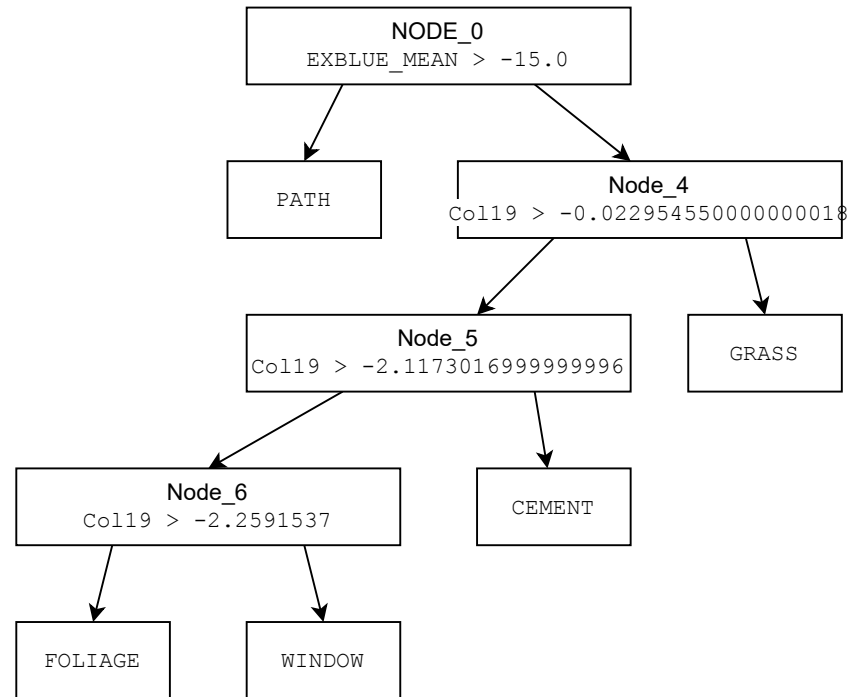 NODE_0
EXBLUE_MEAN > -15.0
PATH
Node_4
Col19 > -0.022954550000000018
Node_5
Col19 > -2.1173016999999996
GRASS
Node_6
Col19 > -2.2591537
CEMENT
FOLIAGE
WINDOW